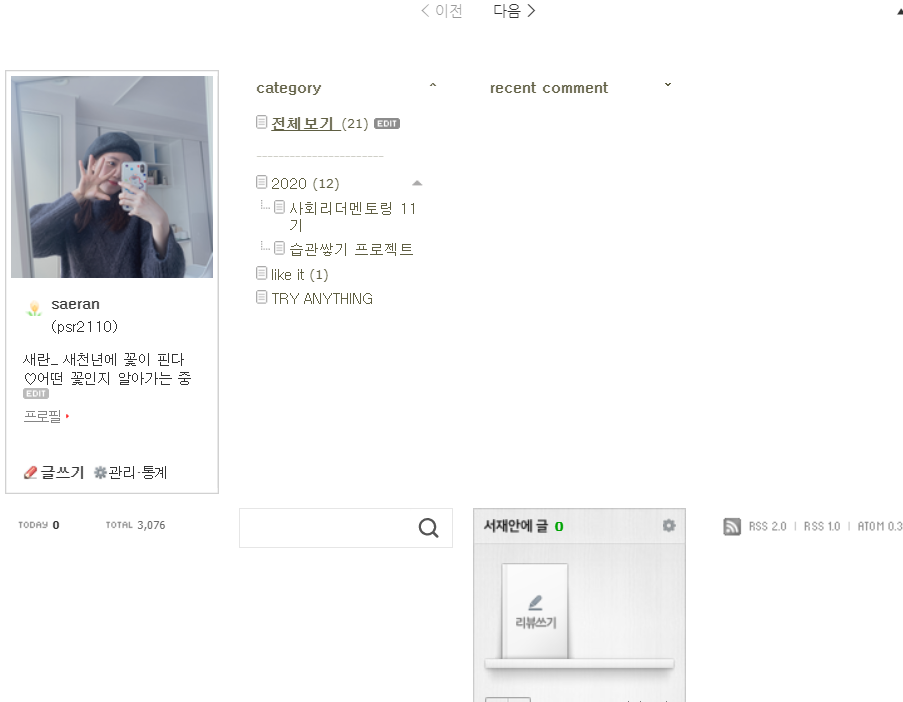 < 이전 다음 >
category
전체보기 (21) EDIT
2020 (12)
사회리더멘토링 11
기
습관쌓기 프로젝트
like it (1)
TRY ANYTHING
recent comment
saeran
(psr2110)
새란_ 새천년에 꽃이 핀다
♡어떤 꽃인지 알아가는 중
EDIT
프로필
글쓰기 관리·통계
TODAY 0 TOTAL 3,076
서재안에 글 0
리뷰쓰기
RSS 2.0 | RSS 1.0 | ATOM 0.3